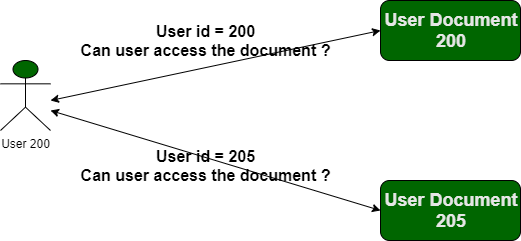 User id = 200
Can user access the document ?
User Document
200
User 200
User id = 205
Can user access the document ?
User Document
205